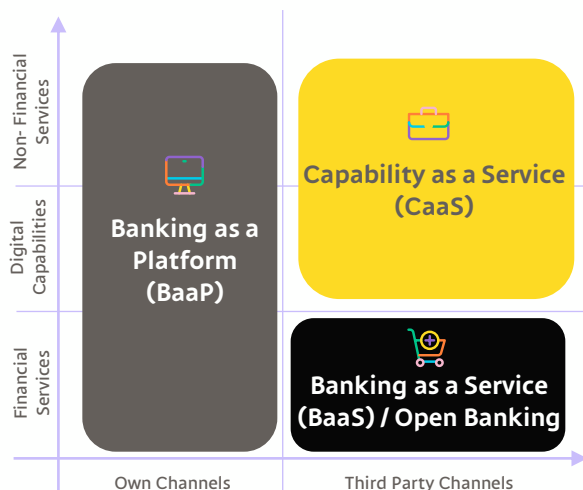 Non- Financial
Services
Digital
Capabilities
Financial
Services
Banking as a
Platform
(BaaP)
Capability as a Service
(CaaS)
Banking as a Service
(BaaS) / Open Banking
Own Channels
Third Party Channels